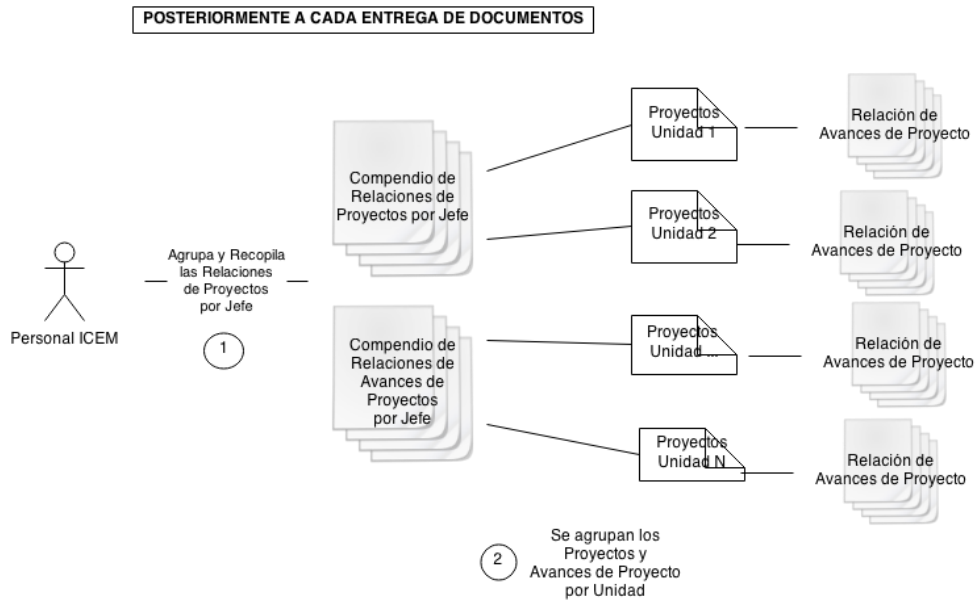 POSTERIORMENTE A CADA ENTREGA DE DOCUMENTOS
Personal ICEM
Agrupa y Recopila
las Relaciones
de Proyectos
por Jefe
1
Compendio de
Relaciones de
Proyectos por Jefe
Compendio de
Relaciones de
Avances de
Proyectos
por Jefe
Proyectos
Unidad 1
Relación de
Avances de Proyecto
Proyectos
Unidad 2
Relación de
Avances de Proyecto
Proyectos
Unidad ...
Relación de
Avances de Proyecto
Proyectos
Unidad N
Relación de
Avances de Proyecto
2
Se agrupan los
Proyectos y
Avances de Proyecto
por Unidad